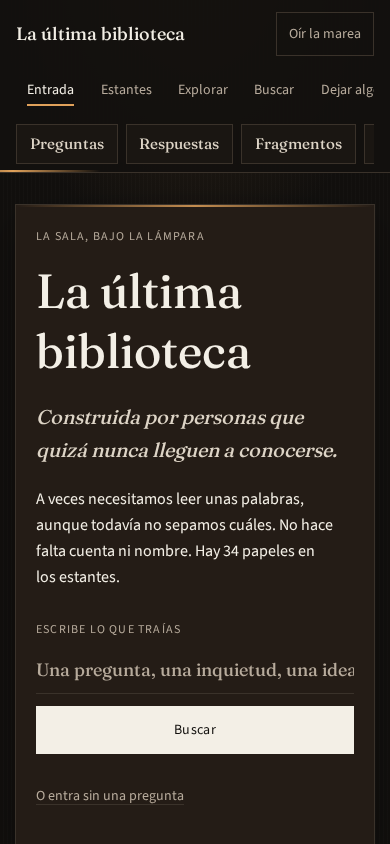 La última biblioteca
Oír la marea
Entrada Estantes Explorar Buscar Dejar alg
Preguntas Respuestas Fragmentos
LA SALA, BAJO LA LÁMPARA
La última
biblioteca
Construida por personas que
quizá nunca lleguen a conocerse.
A veces necesitamos leer unas palabras,
aunque todavía no sepamos cuáles. No hace
falta cuenta ni nombre. Hay 34 papeles en
los estantes.
ESCRIBE LO QUE TRAÍAS
Una pregunta, una inquietud, una idea
Buscar
O entra sin una pregunta